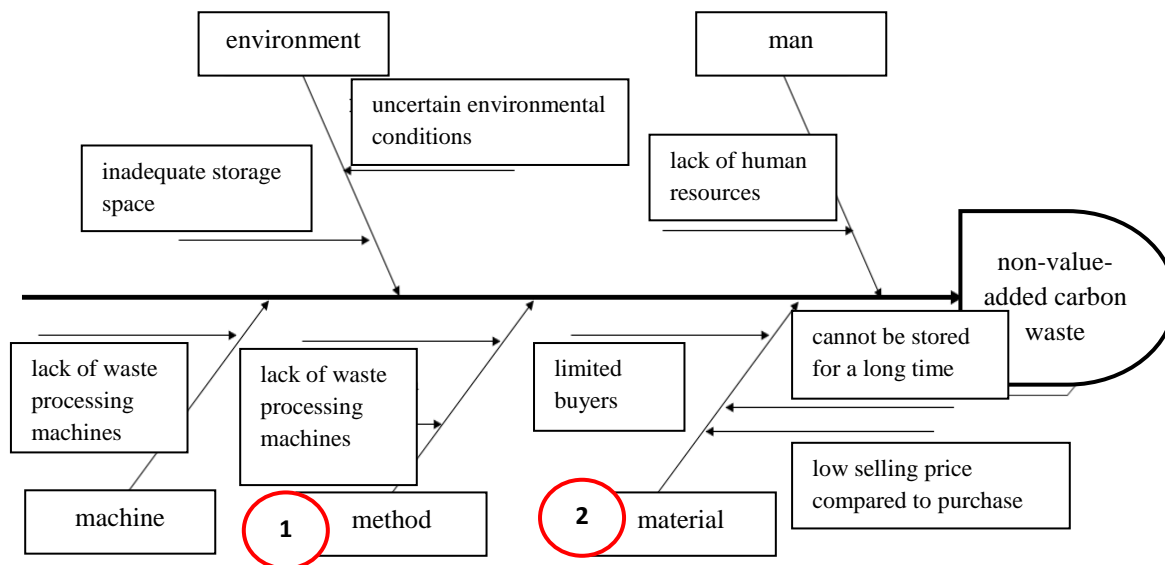 environment
man
uncertain environmental
conditions
lack of human
resources
inadequate storage
space
non-value-
added carbon
waste
cannot be stored
for a long time
lack of waste
processing
machines
lack of waste
processing
machines
limited
buyers
low selling price
compared to purchase
machine
1
method
2
material